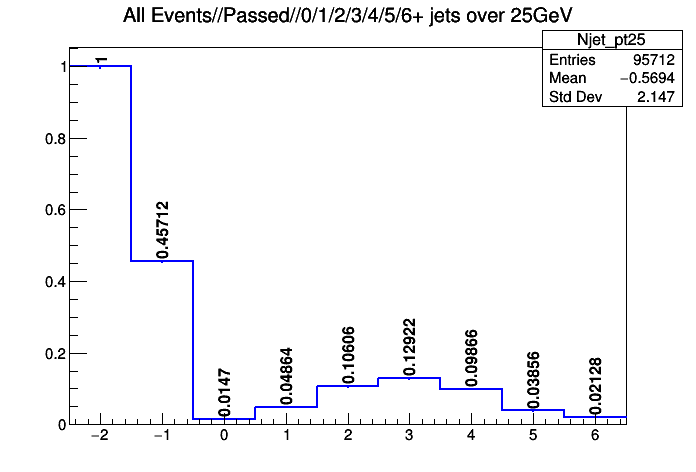 All Events//Passed//0/1/2/3/4/5/6+ jets over 25GeV
Njet_pt25
Entries 95712
Mean −0.5694
Std Dev 2.147
1
0.8
0.6
0.4
0.2
0
1
0.45712
0.0147
0.04864
0.10606
0.12922
0.09866
0.03856
0.02128
−2 −1 0 1 2 3 4 5 6